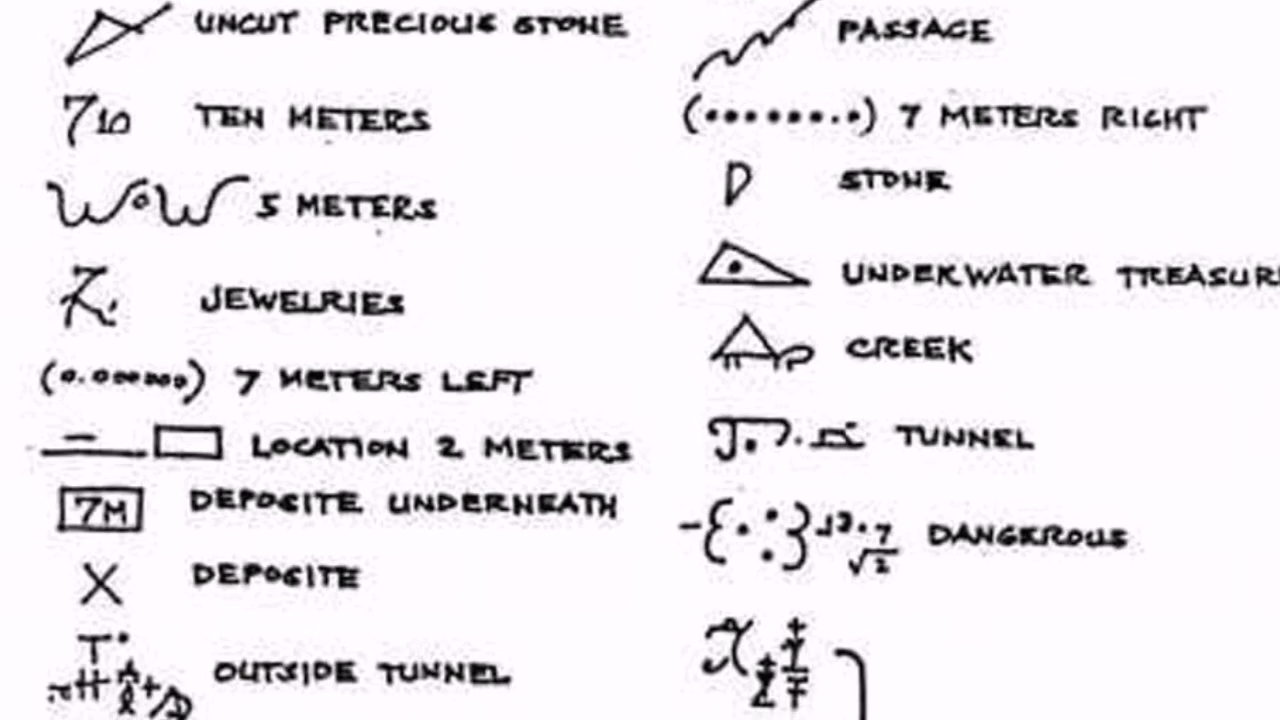 UNCUT PRECIOUS STONE
710 TEN METERS
5 METERS
JEWELRIES
7 METERS LEFT
LOCATION 2 METERS
7M DEPOSITE UNDERNEATH
X DEPOSITE
OUTSIDE TUNNEL
PASSAGE
7 METERS RIGHT
STONE
UNDERWATER TREASURE
CREEK
TUNNEL
DANGEROUS